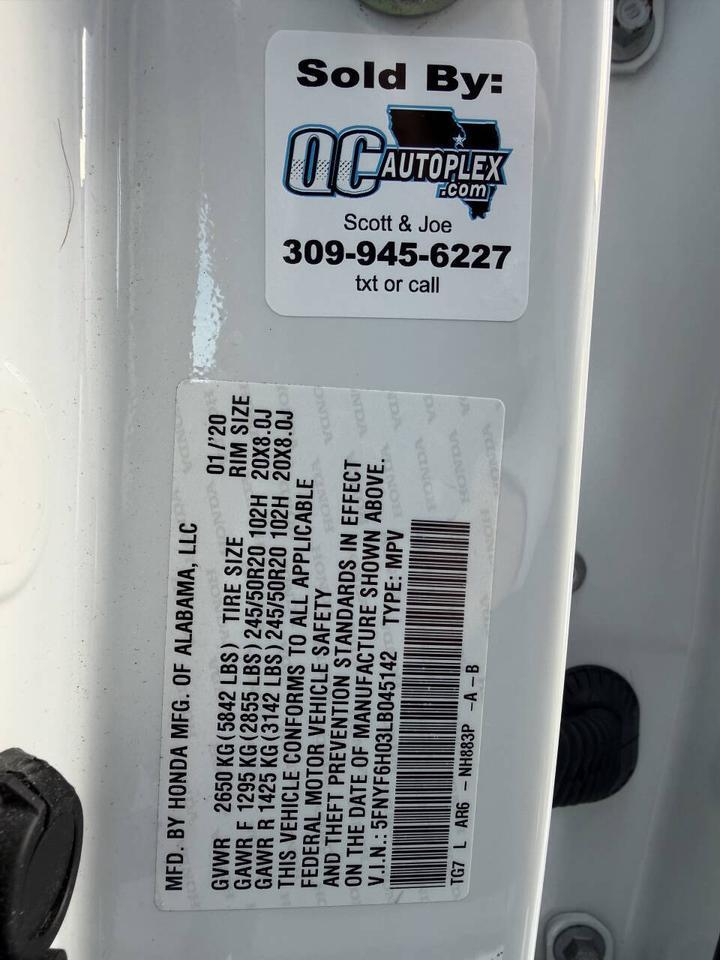 Sold By:
QC AUTOPLEX
.com
Scott & Joe
309-945-6227
txt or call
MFD. BY HONDA MFG. OF ALABAMA, LLC 01/'20
GVWR 2650 KG (5842 LBS) TIRE SIZE RIM SIZE
GAWR F 1295 KG (2855 LBS) 245/50R20 102H 20X8.0J
GAWR R 1425 KG (3142 LBS) 245/50R20 102H 20X8.0J
THIS VEHICLE CONFORMS TO ALL APPLICABLE
FEDERAL MOTOR VEHICLE SAFETY
AND THEFT PREVENTION STANDARDS IN EFFECT
ON THE DATE OF MANUFACTURE SHOWN ABOVE.
V.I.N.: 5FNYF6H03LB045142 TYPE: MPV
TG7 L AR6 - NH883P -A-B